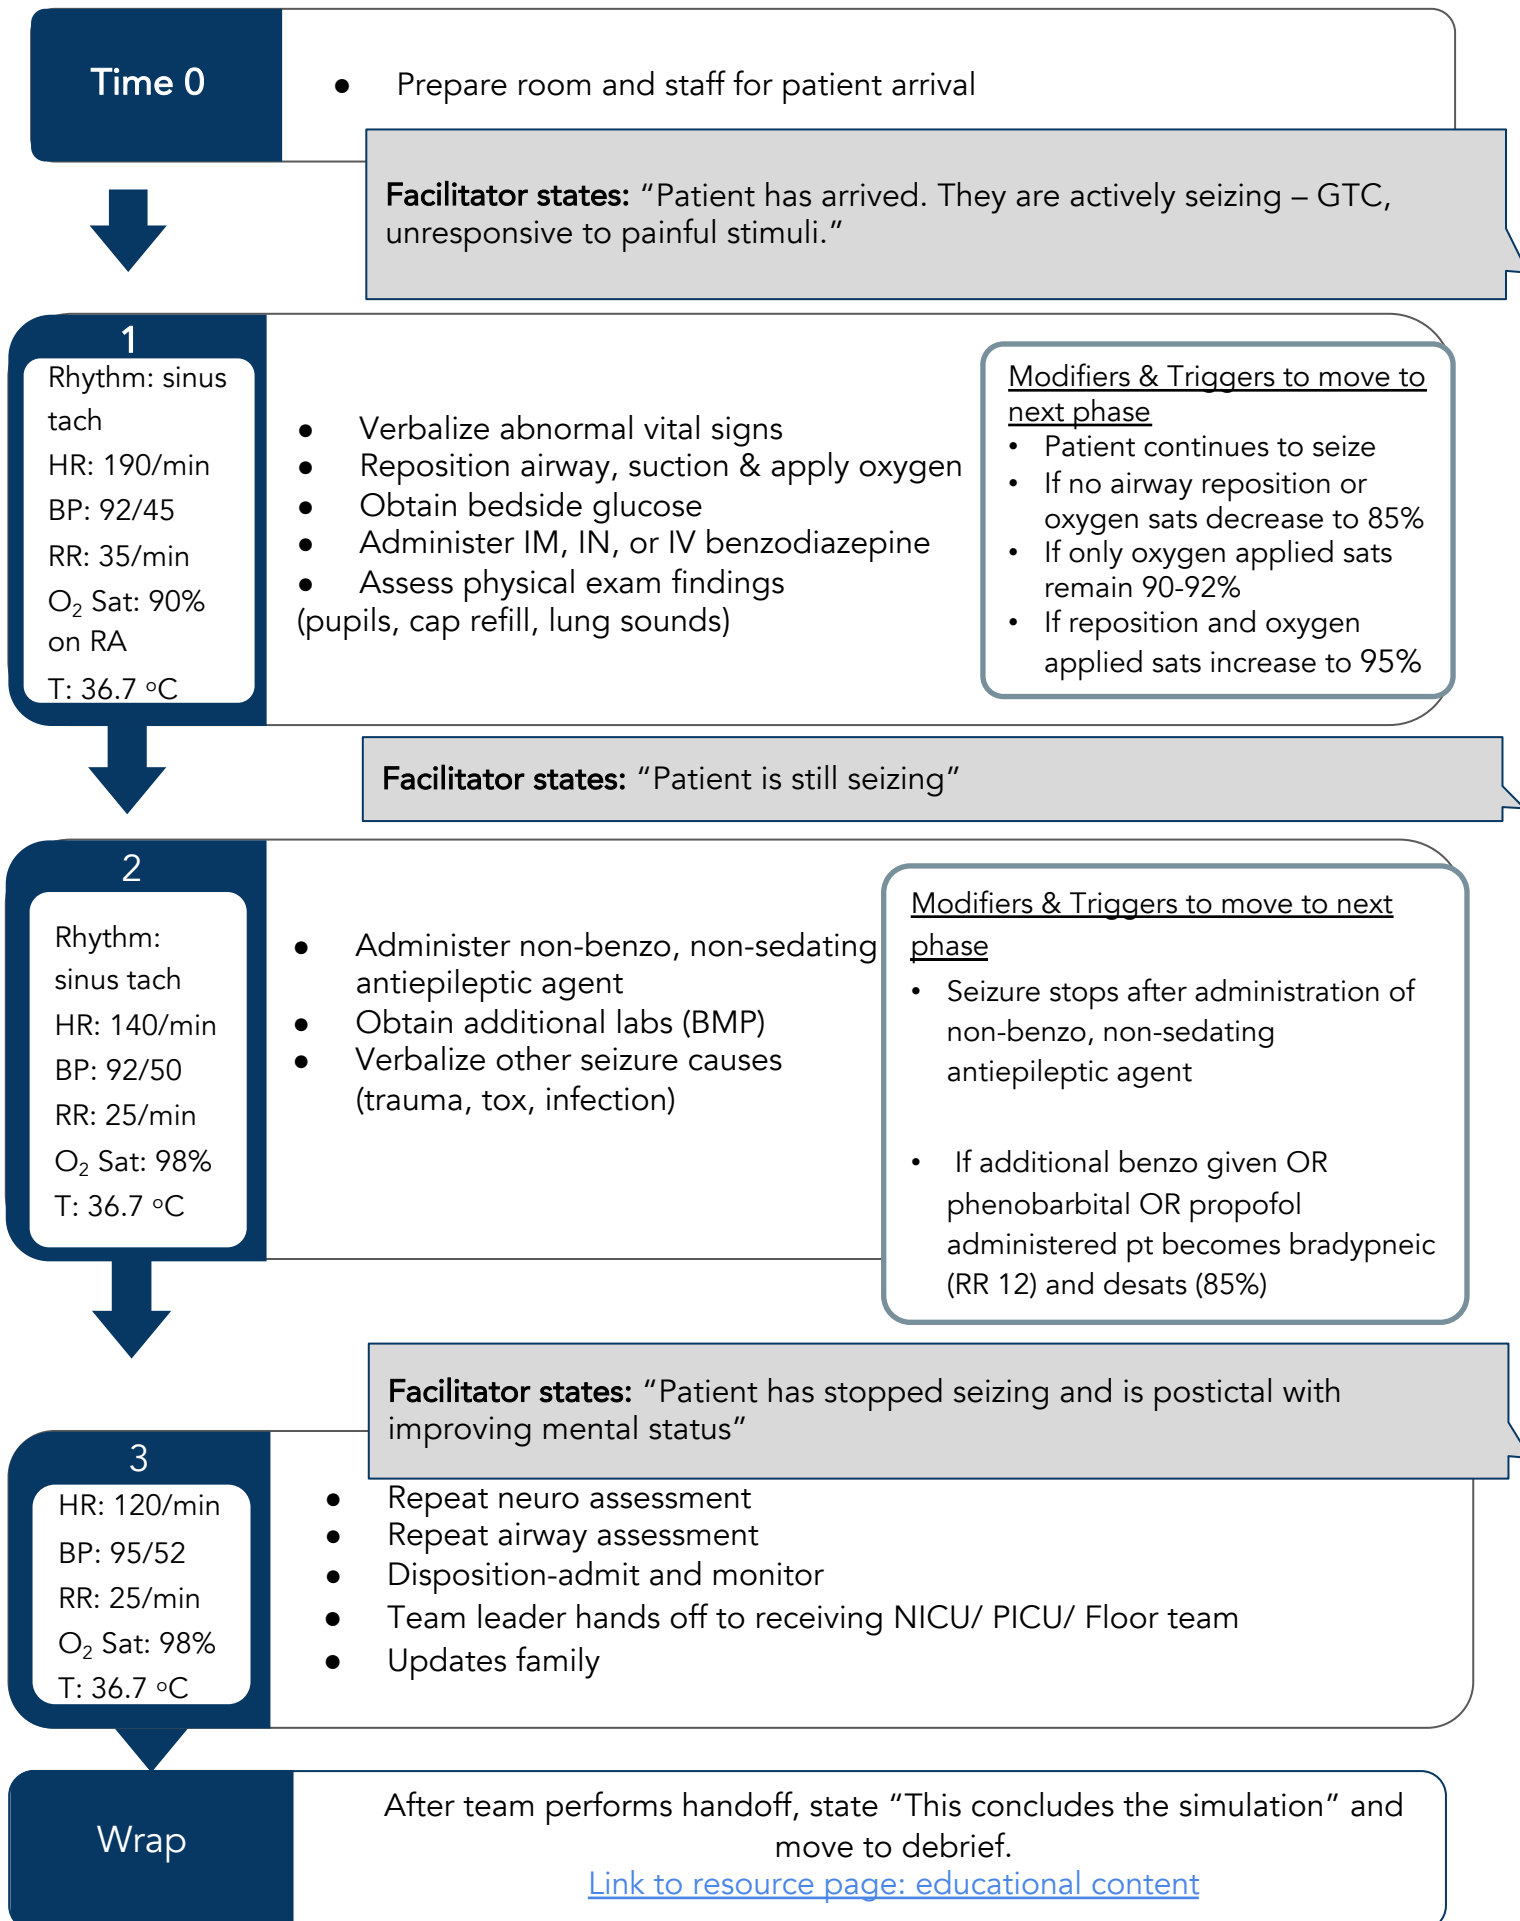 Time 0
● Prepare room and staff for patient arrival
Facilitator states: “Patient has arrived. They are actively seizing – GTC,
unresponsive to painful stimuli.”
1
Rhythm: sinus
tach
HR: 190/min
BP: 92/45
RR: 35/min
O₂ Sat: 90%
on RA
T: 36.7 ºC
● Verbalize abnormal vital signs
● Reposition airway, suction & apply oxygen
● Obtain bedside glucose
● Administer IM, IN, or IV benzodiazepine
● Assess physical exam findings
(pupils, cap refill, lung sounds)
Modifiers & Triggers to move to
next phase
• Patient continues to seize
• If no airway reposition or
oxygen sats decrease to 85%
• If only oxygen applied sats
remain 90-92%
• If reposition and oxygen
applied sats increase to 95%
Facilitator states: “Patient is still seizing”
2
Rhythm:
sinus tach
HR: 140/min
BP: 92/50
RR: 25/min
O₂ Sat: 98%
T: 36.7 ºC
● Administer non-benzo, non-sedating
antiepileptic agent
● Obtain additional labs (BMP)
● Verbalize other seizure causes
(trauma, tox, infection)
Modifiers & Triggers to move to next
phase
• Seizure stops after administration of
non-benzo, non-sedating
antiepileptic agent
• If additional benzo given OR
phenobarbital OR propofol
administered pt becomes bradypneic
(RR 12) and desats (85%)
Facilitator states: “Patient has stopped seizing and is postictal with
improving mental status”
3
HR: 120/min
BP: 95/52
RR: 25/min
O₂ Sat: 98%
T: 36.7 ºC
● Repeat neuro assessment
● Repeat airway assessment
● Disposition-admit and monitor
● Team leader hands off to receiving NICU/ PICU/ Floor team
● Updates family
Wrap
After team performs handoff, state “This concludes the simulation” and
move to debrief.
Link to resource page: educational content